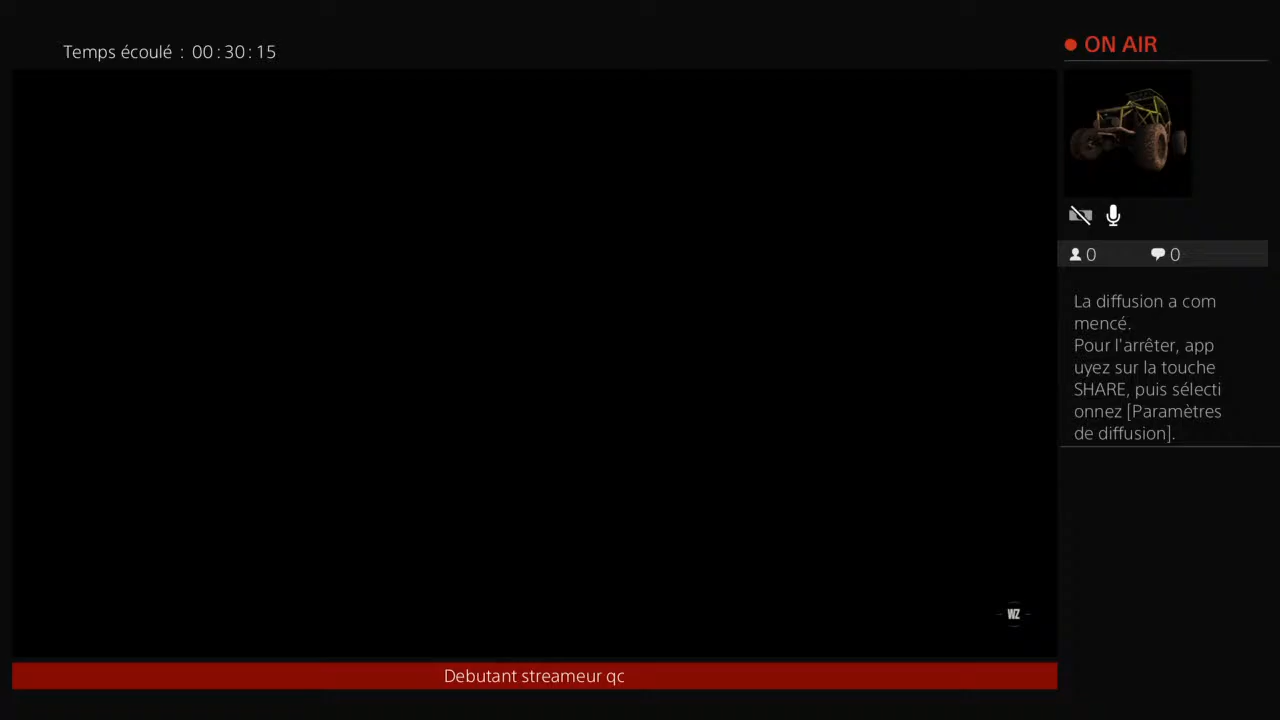 Temps écoulé : 00:30:15
ON AIR
0 0
La diffusion a com
mencé.
Pour l'arrêter, app
uyez sur la touche
SHARE, puis sélecti
onnez [Paramètres
de diffusion].
WZ
Debutant streameur qc